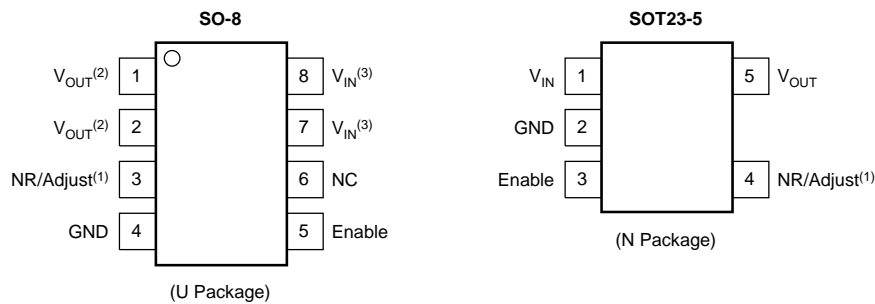 SO-8
V_OUT(2) 1 8 V_IN(3)
V_OUT(2) 2 7 V_IN(3)
NR/Adjust(1) 3 6 NC
GND 4 5 Enable
(U Package)
SOT23-5
V_IN 1 5 V_OUT
GND 2
Enable 3 4 NR/Adjust(1)
(N Package)